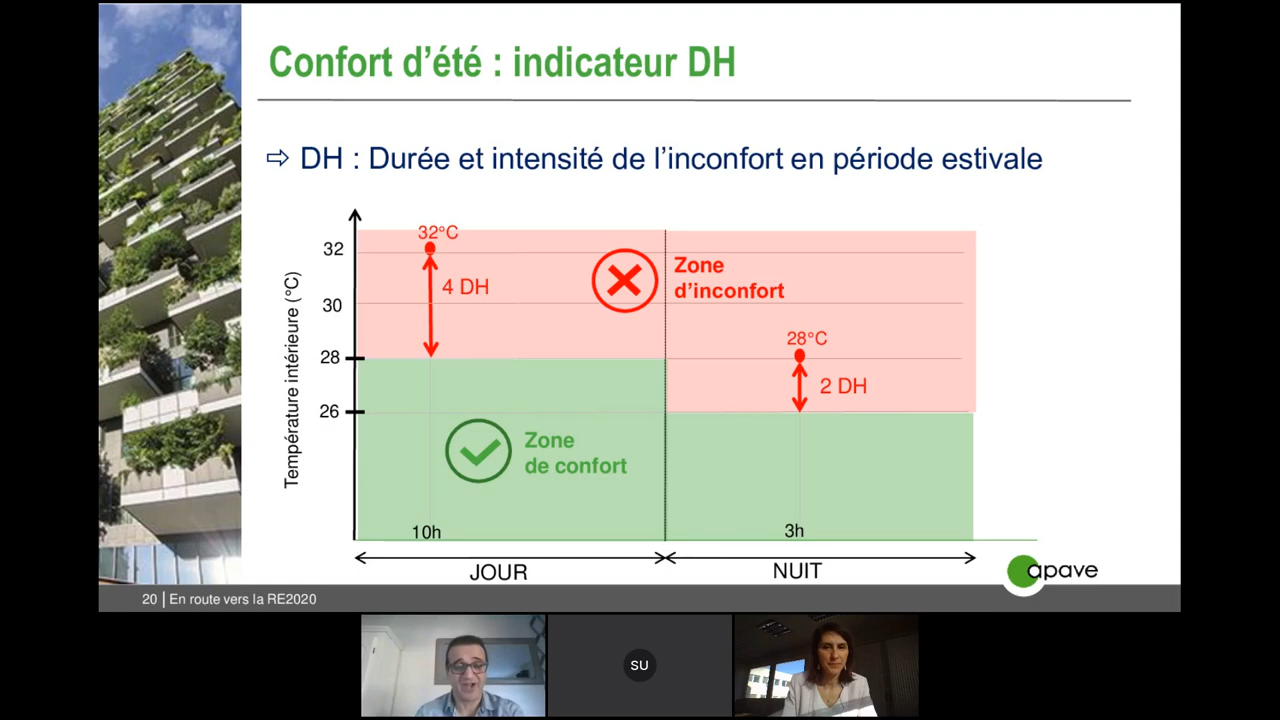 Confort d'été : indicateur DH
⇨ DH : Durée et intensité de l'inconfort en période estivale
Température intérieure (°C)
32
30
28
26
32°C
4 DH
Zone
d'inconfort
28°C
2 DH
Zone
de confort
10h
3h
JOUR
NUIT
apave
20 | En route vers la RE2020
SU